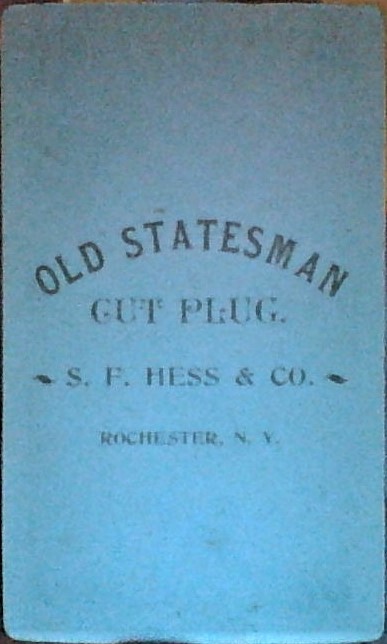 OLD STATESMAN
CUT PLUG.
S. F. HESS & CO.
ROCHESTER, N. Y.